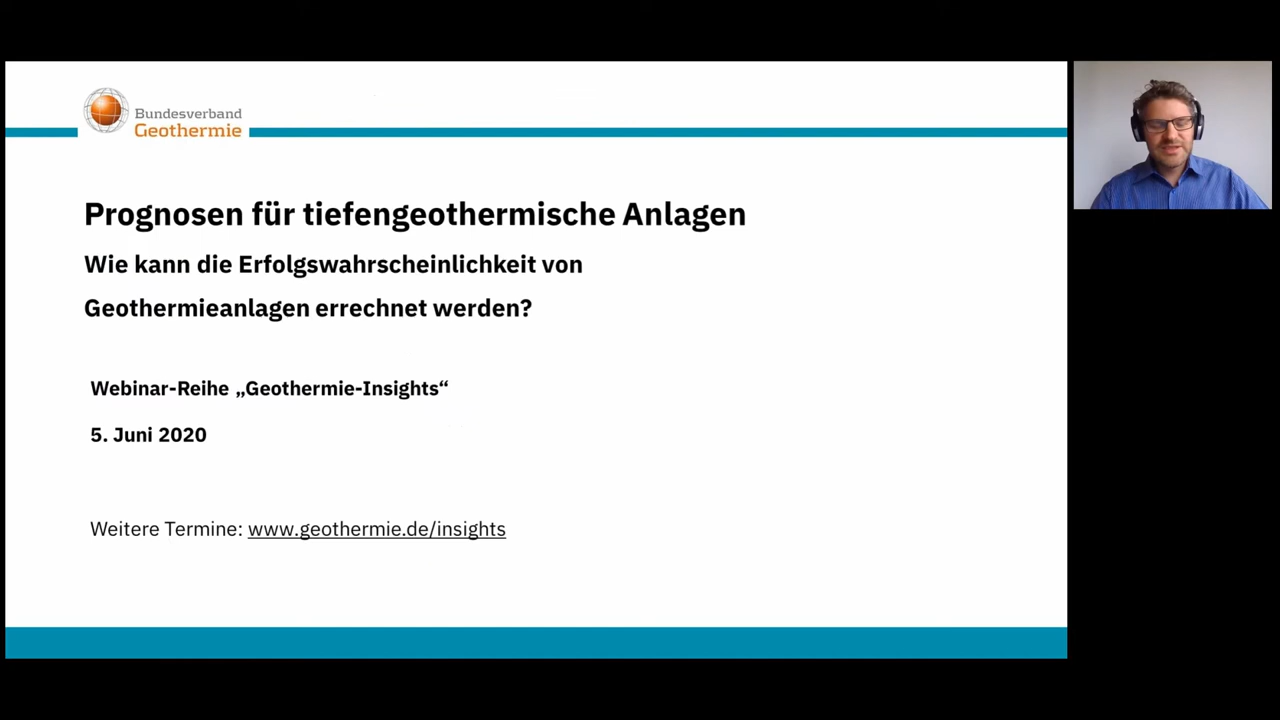 Bundesverband
Geothermie
Prognosen für tiefengeothermische Anlagen
Wie kann die Erfolgswahrscheinlichkeit von
Geothermieanlagen errechnet werden?
Webinar-Reihe „Geothermie-Insights“
5. Juni 2020
Weitere Termine: www.geothermie.de/insights